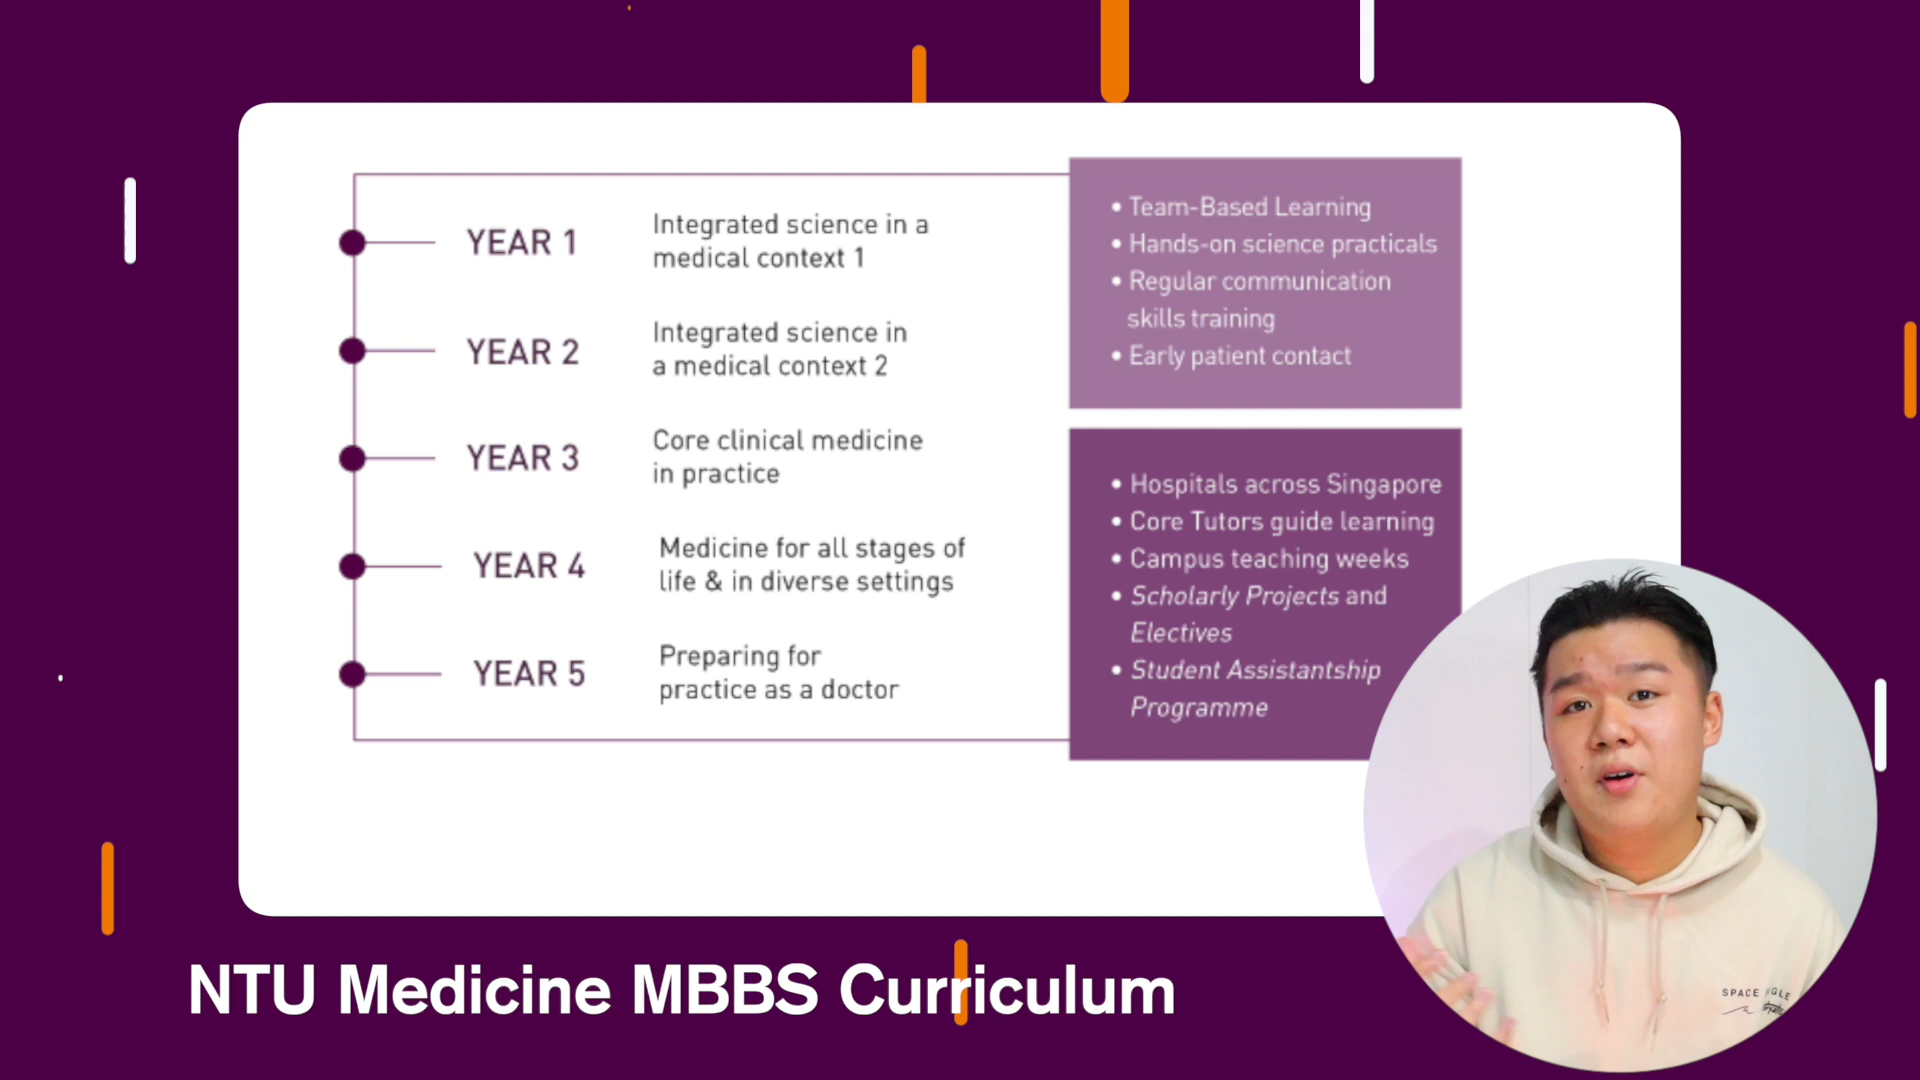 YEAR 1
Integrated science in a
medical context 1
YEAR 2
Integrated science in
a medical context 2
YEAR 3
Core clinical medicine
in practice
YEAR 4
Medicine for all stages of
life & in diverse settings
YEAR 5
Preparing for
practice as a doctor
• Team-Based Learning
• Hands-on science practicals
• Regular communication
skills training
• Early patient contact
• Hospitals across Singapore
• Core Tutors guide learning
• Campus teaching weeks
• Scholarly Projects and
Electives
• Student Assistantship
Programme
NTU Medicine MBBS Curriculum
SPACE